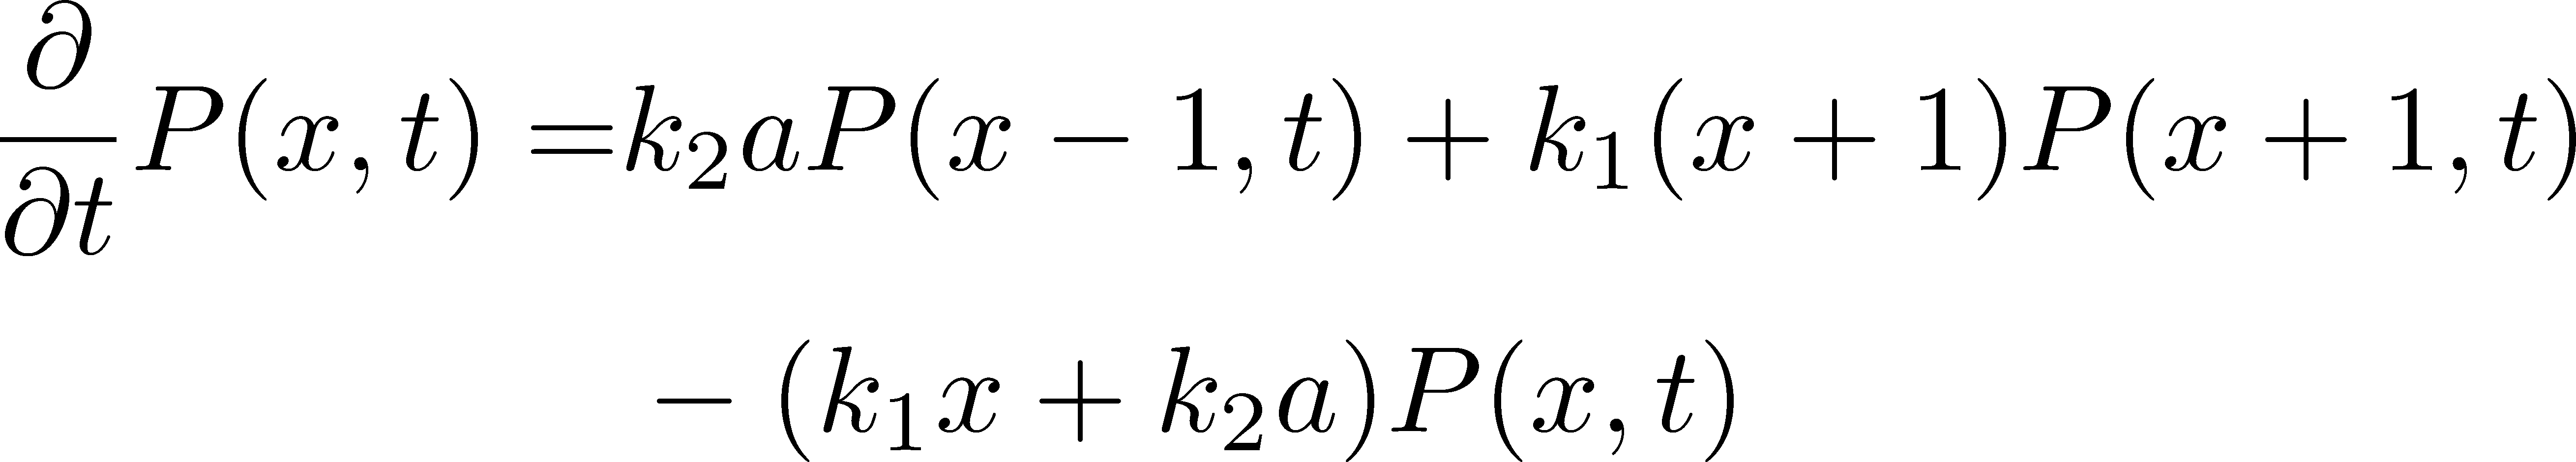 ∂/∂t P(x, t) = k₂aP(x − 1, t) + k₁(x + 1)P(x + 1, t)
− (k₁x + k₂a)P(x, t)